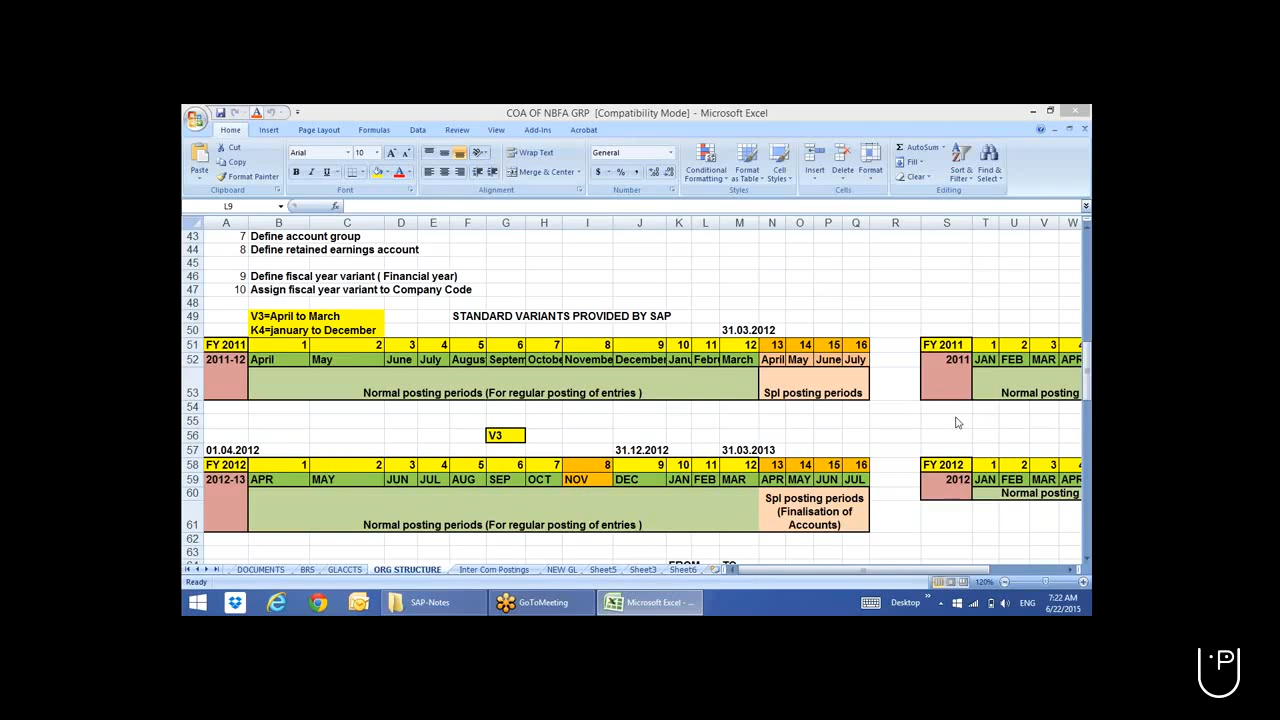 COA OF NBFA GRP [Compatibility Mode] - Microsoft Excel
Home Insert Page Layout Formulas Data Review View Add-Ins Acrobat
Cut
Copy
Format Painter
Paste
Arial 10
Wrap Text
Merge & Center
General
Conditional Formatting
Format as Table
Cell Styles
Insert Delete Format
AutoSum
Fill
Clear
Sort & Filter
Find & Select
Clipboard Font Alignment Number Styles Cells Editing
L9 fx
A B C D E F G H I J K L M N O P Q R S T U V W
43 7 Define account group
44 8 Define retained earnings account
45
46 9 Define fiscal year variant ( Financial year)
47 10 Assign fiscal year variant to Company Code
48
49 V3=April to March STANDARD VARIANTS PROVIDED BY SAP
50 K4=january to December 31.03.2012
51 FY 2011 1 2 3 4 5 6 7 8 9 10 11 12 13 14 15 16 FY 2011 1 2 3 4
52 2011-12 April May June July Augus Septem Octobe Novembe December Janu Febru March April May June July 2011 JAN FEB MAR APR
53 Normal posting periods (For regular posting of entries ) Spl posting periods Normal posting
54
55
56 V3
57 01.04.2012 31.12.2012 31.03.2013
58 FY 2012 1 2 3 4 5 6 7 8 9 10 11 12 13 14 15 16 FY 2012 1 2 3 4
59 2012-13 APR MAY JUN JUL AUG SEP OCT NOV DEC JAN FEB MAR APR MAY JUN JUL 2012 JAN FEB MAR APR
60 Spl posting periods Normal posting
(Finalisation of
61 Normal posting periods (For regular posting of entries ) Accounts)
62
63
64 FROM TO
DOCUMENTS BRS GLACCTS ORG STRUCTURE Inter Com Postings NEW GL Sheet5 Sheet3 Sheet6
Ready 120%
SAP-Notes GoToMeeting Microsoft Excel - ... Desktop ENG 7:22 AM
6/22/2015
UP